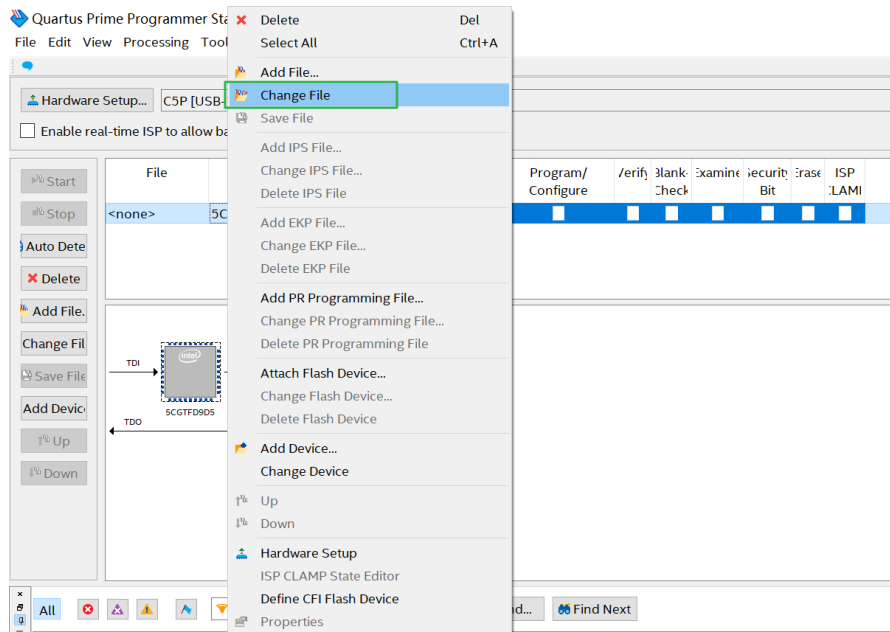 Quartus Prime Programmer Sta
File Edit View Processing Tool
Hardware Setup... C5P [USB-
Enable real-time ISP to allow ba
Start
Stop
Auto Dete
Delete
Add File.
Change Fil
Save File
Add Devic
Up
Down
File
<none> 5C
Delete Del
Select All Ctrl+A
Add File...
Change File
Save File
Add IPS File...
Change IPS File...
Delete IPS File
Add EKP File...
Change EKP File...
Delete EKP File
Add PR Programming File...
Change PR Programming File...
Delete PR Programming File
Attach Flash Device...
Change Flash Device...
Delete Flash Device
Add Device...
Change Device
Up
Down
Hardware Setup
ISP CLAMP State Editor
Define CFI Flash Device
Properties
Program/ Verify Blank- Examine Security Erase ISP
Configure Check Bit CLAMI
TDI
intel
5CGTFD9D5
TDO
All
nd... Find Next